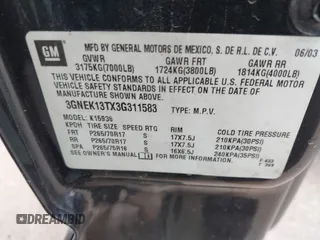 GM
MFD BY GENERAL MOTORS DE MEXICO, S. DE R.L. DE C.V. 06/03
GVWR GAWR FRT GAWR RR
3175KG(7000LB) 1724KG(3800LB) 1814KG(4000LB)
THIS VEHICLE CONFORMS TO ALL APPLICABLE U.S. FEDERAL
MOTOR VEHICLE SAFETY STANDARDS IN EFFECT ON THE DATE OF
MANUFACTURE SHOWN ABOVE.
3GNEK13TX3G311583 TYPE: M.P.V.
MODEL: K15936
TIRE SIZE SPEED RTG RIM COLD TIRE PRESSURE
FRT P265/70R17 S 17X7.5J 210KPA(30PSI)
RR P265/70R17 S 17X7.5J 210KPA(30PSI)
SPA P265/75R16 S 16X6.5J 240KPA(35PSI)
SEE OWNER'S MANUAL
© RIDEBIDJET